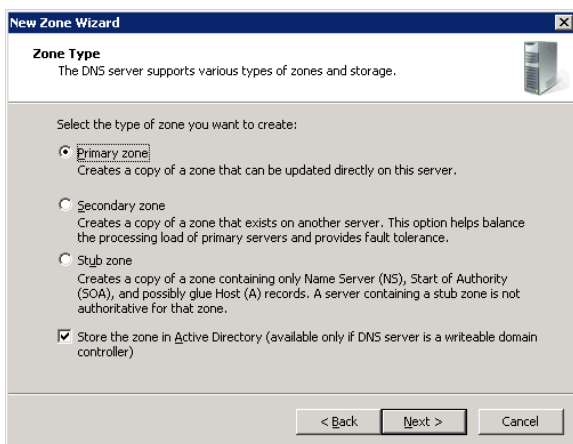 New Zone Wizard
Zone Type
The DNS server supports various types of zones and storage.
Select the type of zone you want to create:
Primary zone
Creates a copy of a zone that can be updated directly on this server.
Secondary zone
Creates a copy of a zone that exists on another server. This option helps balance
the processing load of primary servers and provides fault tolerance.
Stub zone
Creates a copy of a zone containing only Name Server (NS), Start of Authority
(SOA), and possibly glue Host (A) records. A server containing a stub zone is not
authoritative for that zone.
Store the zone in Active Directory (available only if DNS server is a writeable domain
controller)
< Back Next > Cancel